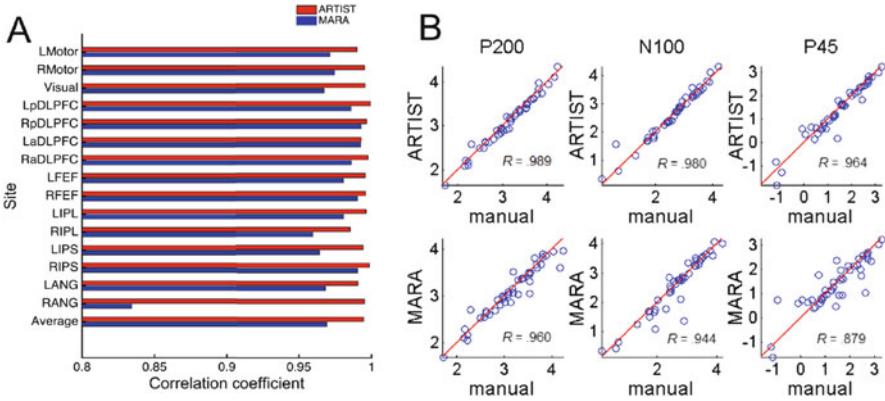 A
ARTIST
MARA
LMotor
RMotor
Visual
LpDLPFC
RpDLPFC
LaDLPFC
RaDLPFC
LFEF
RFEF
LIPL
RIPL
LIPS
RIPS
LANG
RANG
Average
Site
0.8 0.85 0.9 0.95 1
Correlation coefficient
B
P200 N100 P45
ARTIST
4
3
2
R = .989
2 3 4
manual
ARTIST
4
3
2
1
R = .980
2 4
manual
ARTIST
3
2
1
0
-1
R = .964
-1 0 1 2 3
manual
MARA
4
3
2
R = .960
2 3 4
manual
MARA
4
3
2
1
R = .944
2 4
manual
MARA
3
2
1
0
-1
R = .879
-1 0 1 2 3
manual